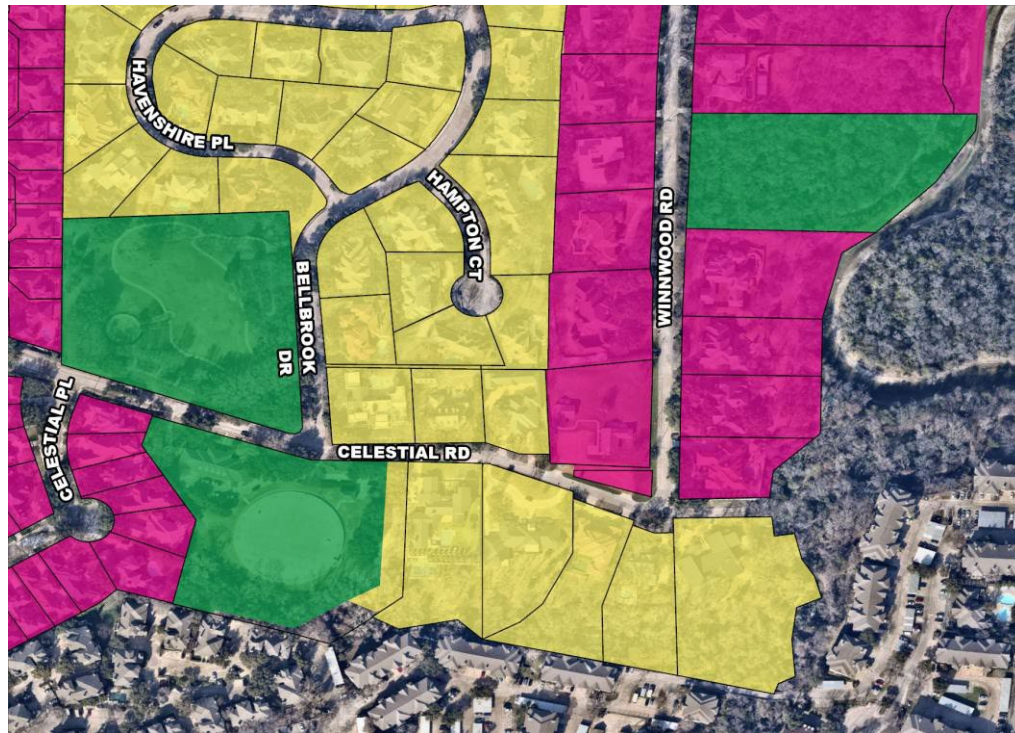 HAVENSHIRE PL
HAMPTON CT
WINNWOOD RD
BELLBROOK
DR
CELESTIAL PL
CELESTIAL RD